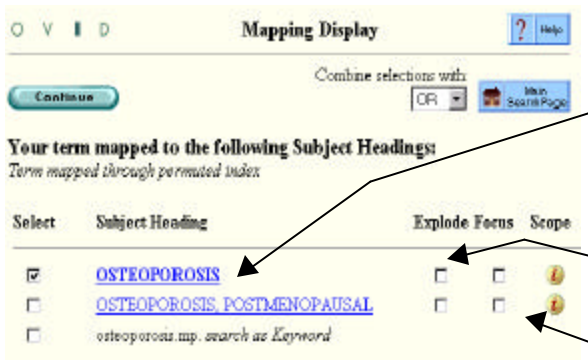 O V I D Mapping Display ? Help
Combine selections with:
Continue OR Main Search Page
Your term mapped to the following Subject Headings:
Term mapped through permuted index
Select Subject Heading Explode Focus Scope
OSTEOPOROSIS i
OSTEOPOROSIS, POSTMENOPAUSAL i
osteoporosis.mp. search as Keyword